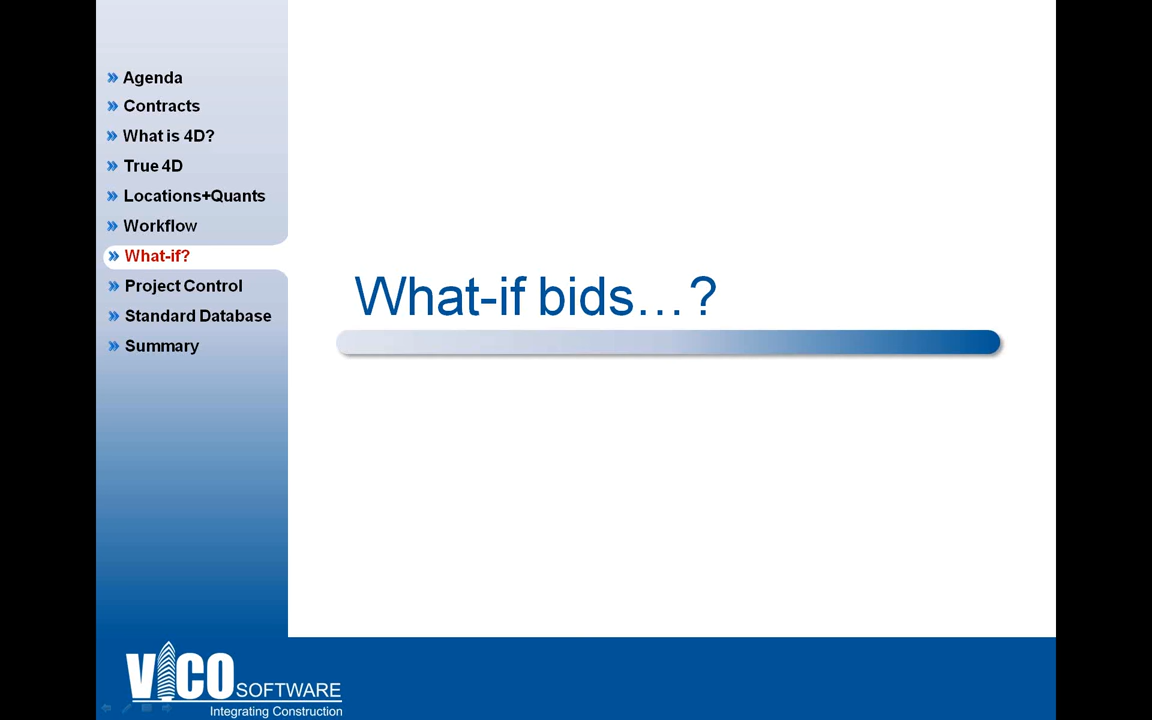 Agenda
Contracts
What is 4D?
True 4D
Locations+Quants
Workflow
What-if?
Project Control
Standard Database
Summary
What-if bids…?
VICO SOFTWARE
Integrating Construction